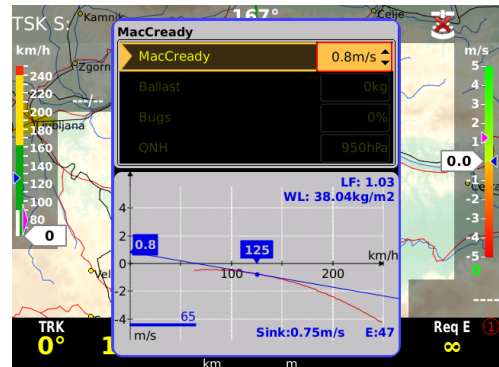 TSK S:
167°
Kamnik
Celje
MacCready
km/h
m/s
MacCready 0.8m/s
Zgorn
240
220
200
180
160
140
120
100
80
0
5
4
3
2
1
0.0
-1
-2
-3
-4
-5
0
--/--
Ballast 0kg
Bugs 0%
QNH 950hPa
LF: 1.03
WL: 38.04kg/m2
4
2
0.8
125
km/h
100
200
-2
-4
65
m/s
Sink:0.75m/s E:47
Vel
TRK
0°
1
km
m
---
Req E
1
∞